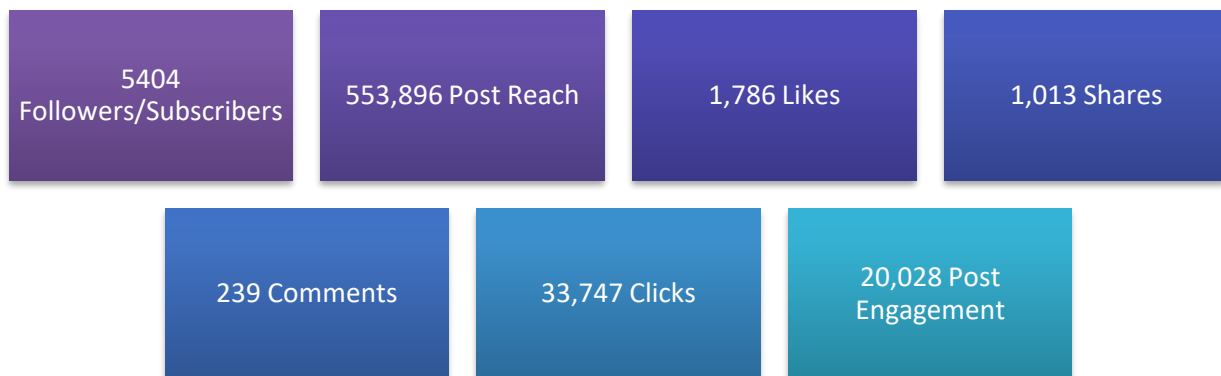 5404
Followers/Subscribers
553,896 Post Reach
1,786 Likes
1,013 Shares
239 Comments
33,747 Clicks
20,028 Post
Engagement